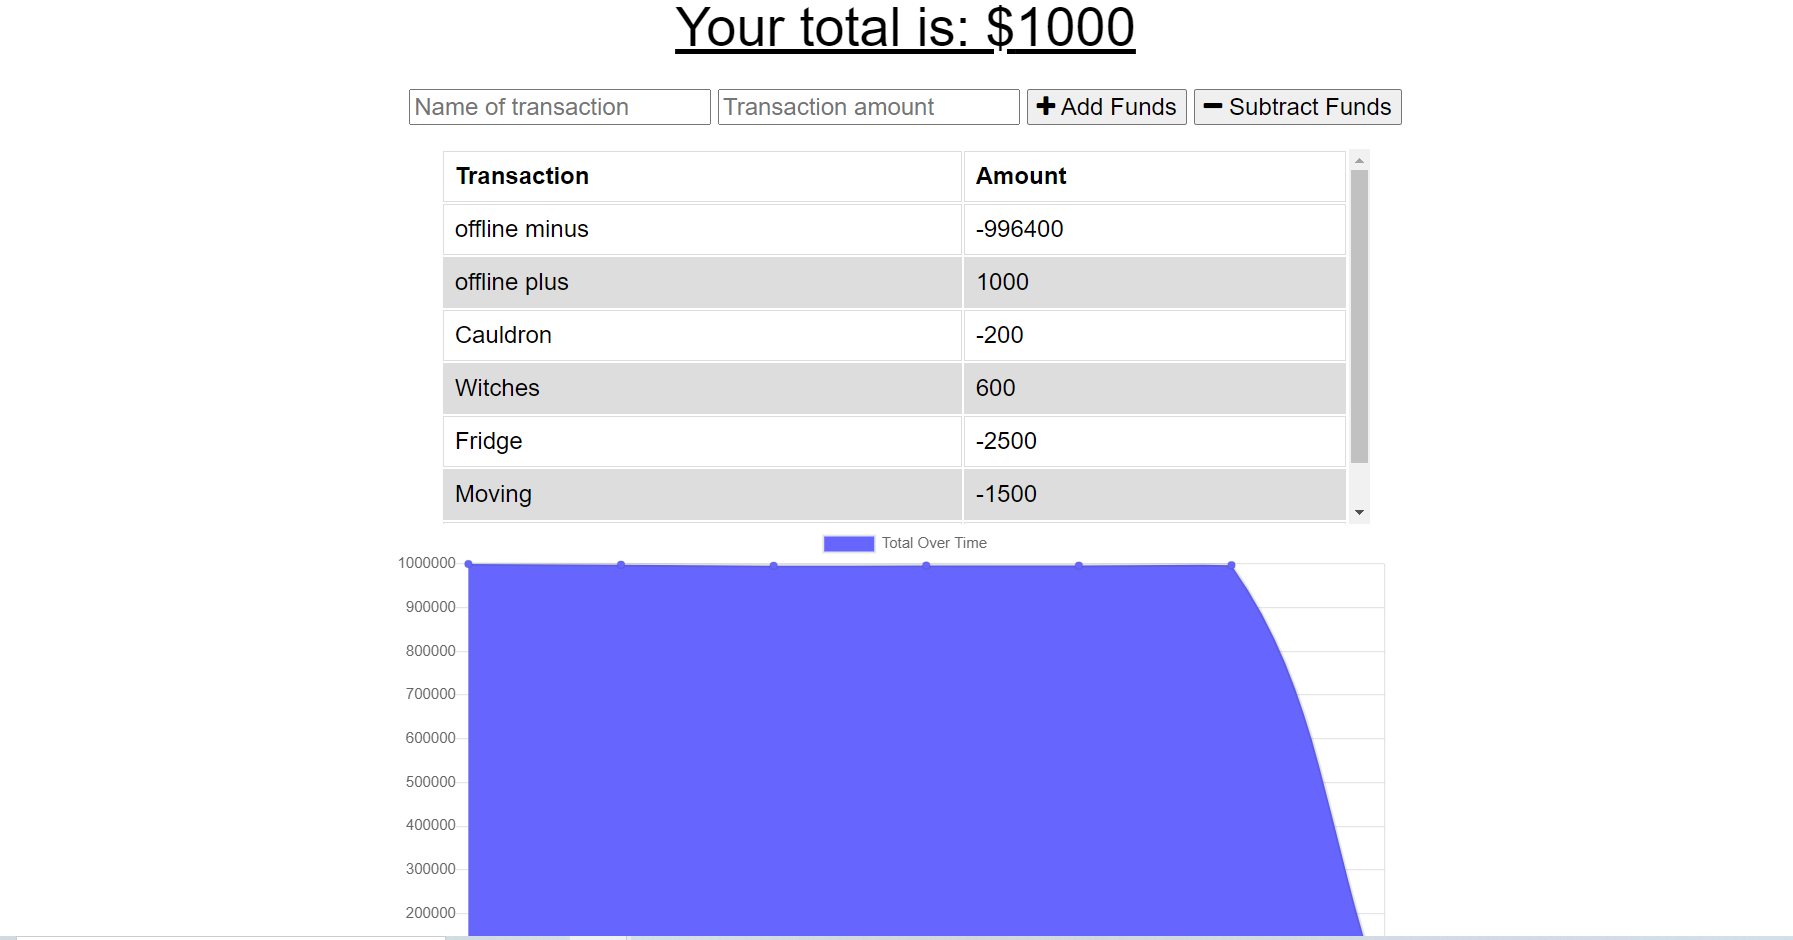 Your total is: $1000
Name of transaction Transaction amount Add Funds Subtract Funds
Transaction Amount
offline minus -996400
offline plus 1000
Cauldron -200
Witches 600
Fridge -2500
Moving -1500
Total Over Time
1000000
900000
800000
700000
600000
500000
400000
300000
200000